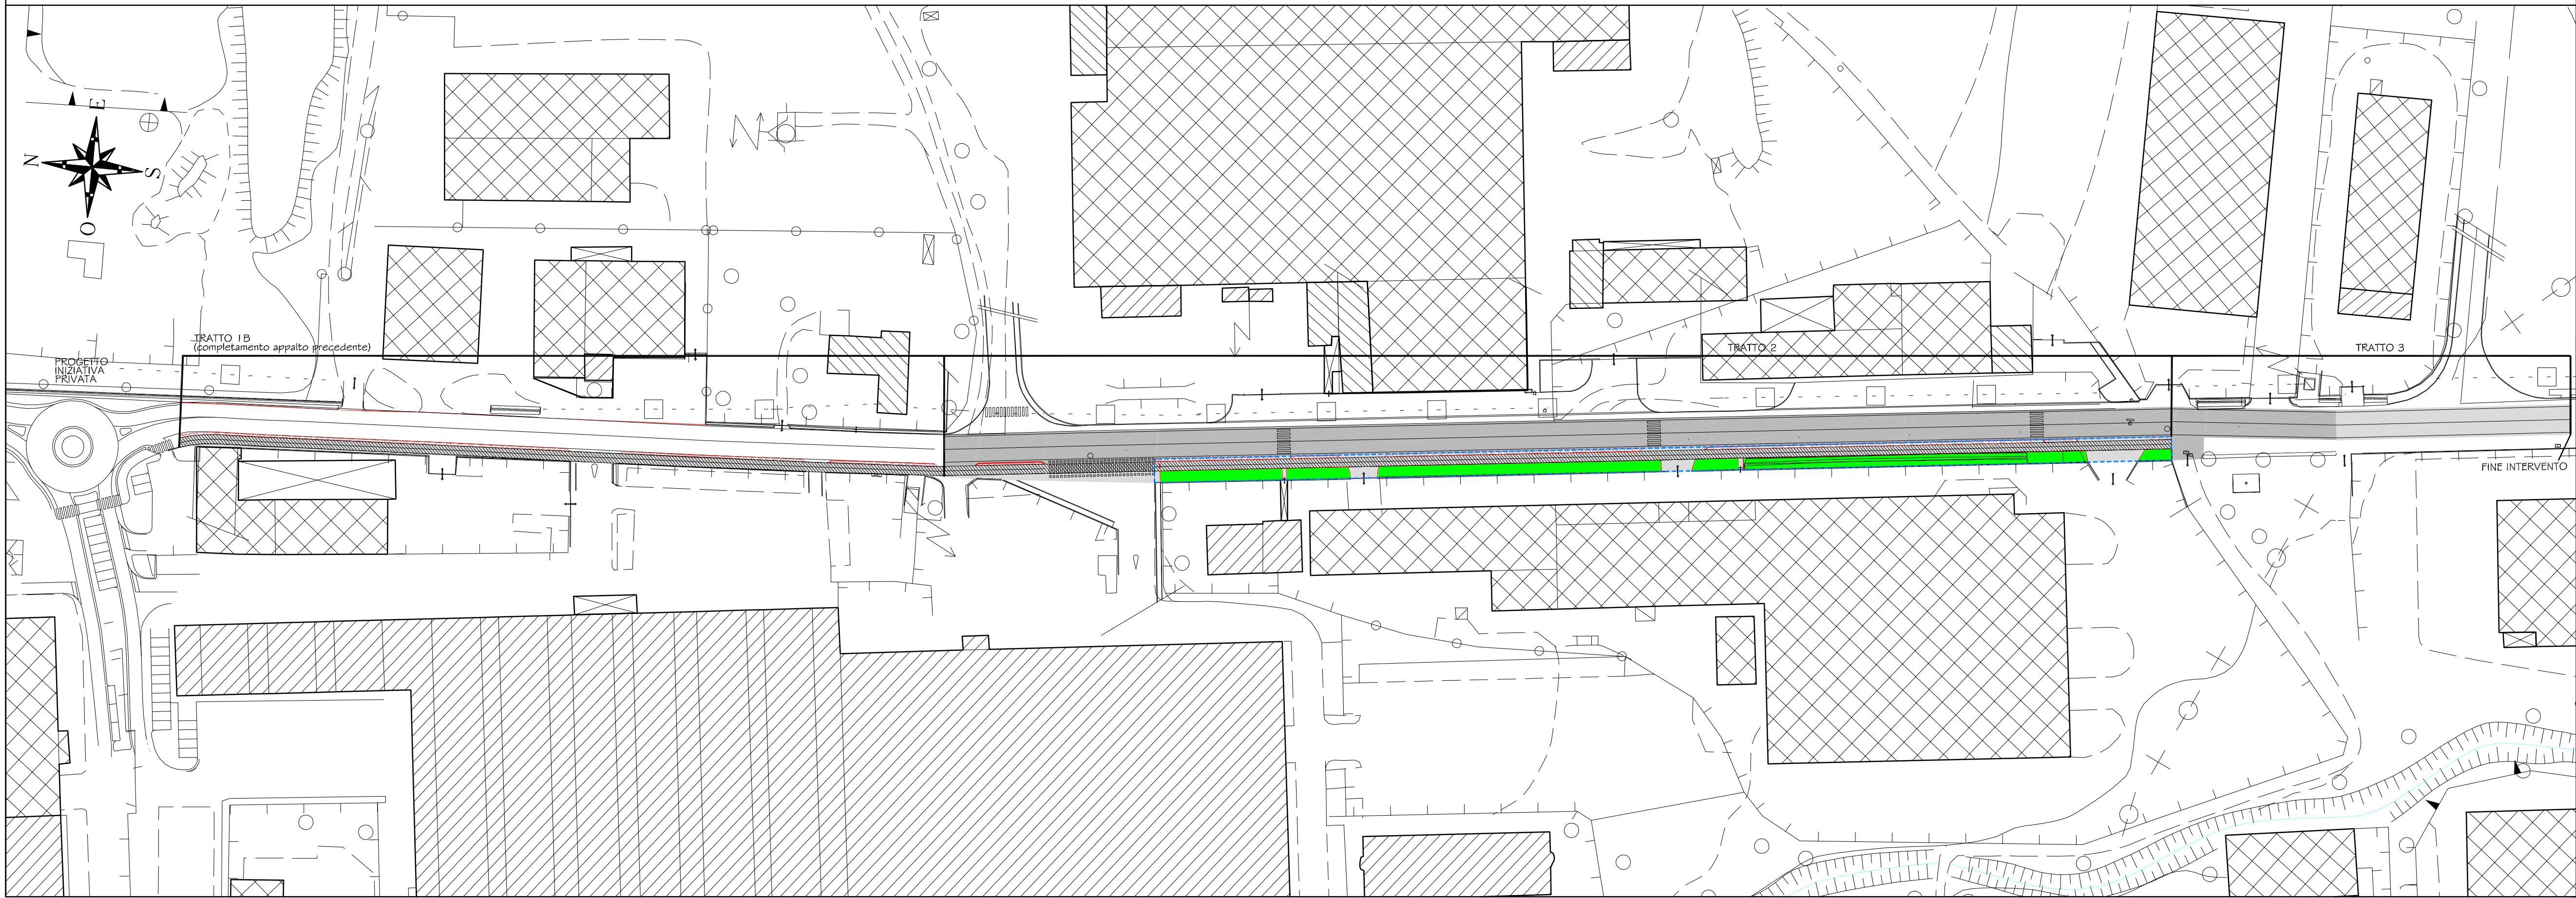 E
N
S
O
TRATTO 1B
(completamento appalto precedente)
PROGETTO
INIZIATIVA
PRIVATA
TRATTO 2
TRATTO 3
FINE INTERVENTO